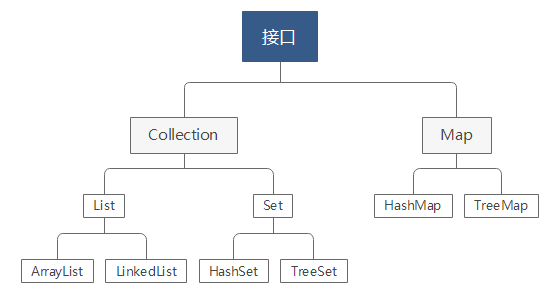 接口
Collection
Map
List
Set
HashMap
TreeMap
ArrayList
LinkedList
HashSet
TreeSet